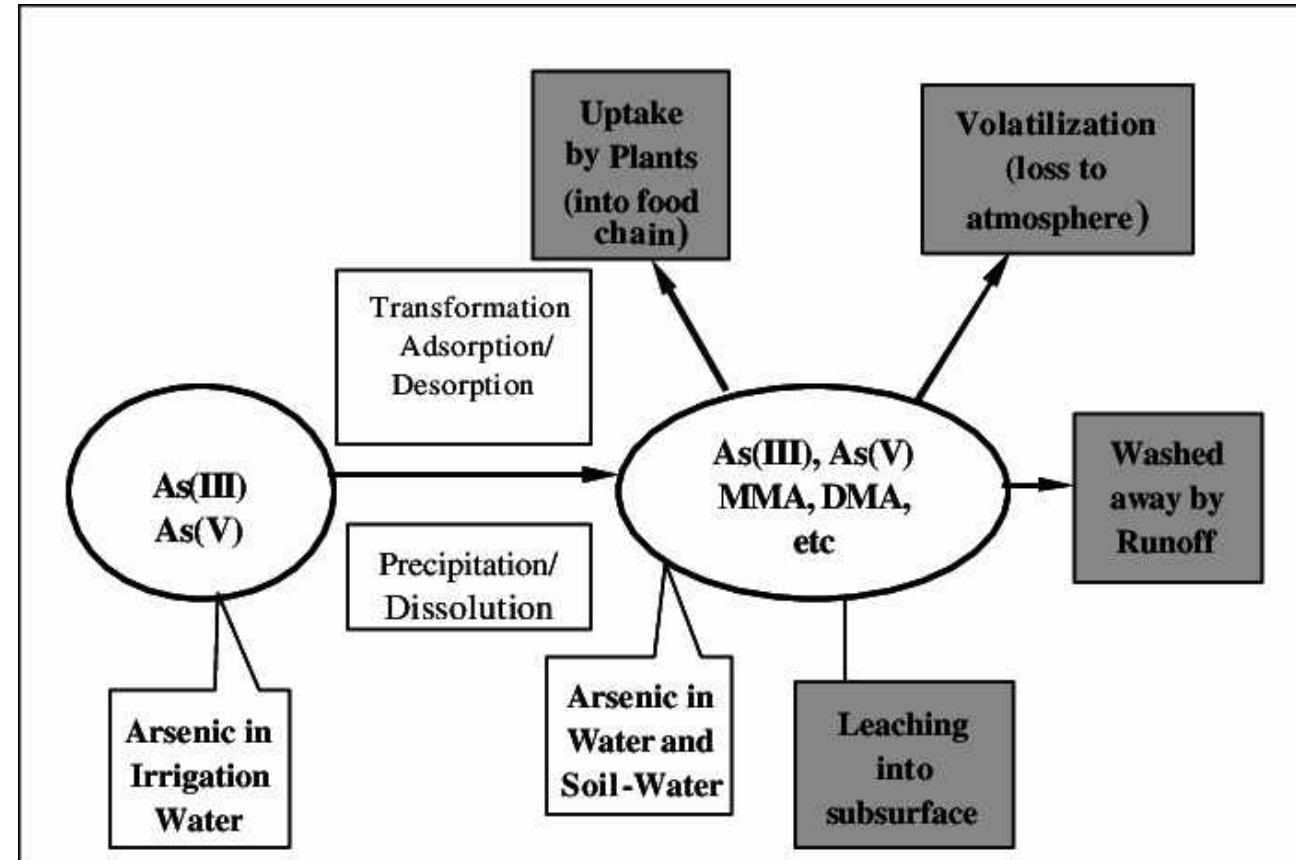 Uptake
by Plants
(into food
chain)
Volatilization
(loss to
atmosphere)
Transformation
Adsorption/
Desorption
As(III)
As(V)
As(III), As(V)
MMA, DMA,
etc
Washed
away by
Runoff
Precipitation/
Dissolution
Arsenic in
Irrigation
Water
Arsenic in
Water and
Soil-Water
Leaching
into
subsurface